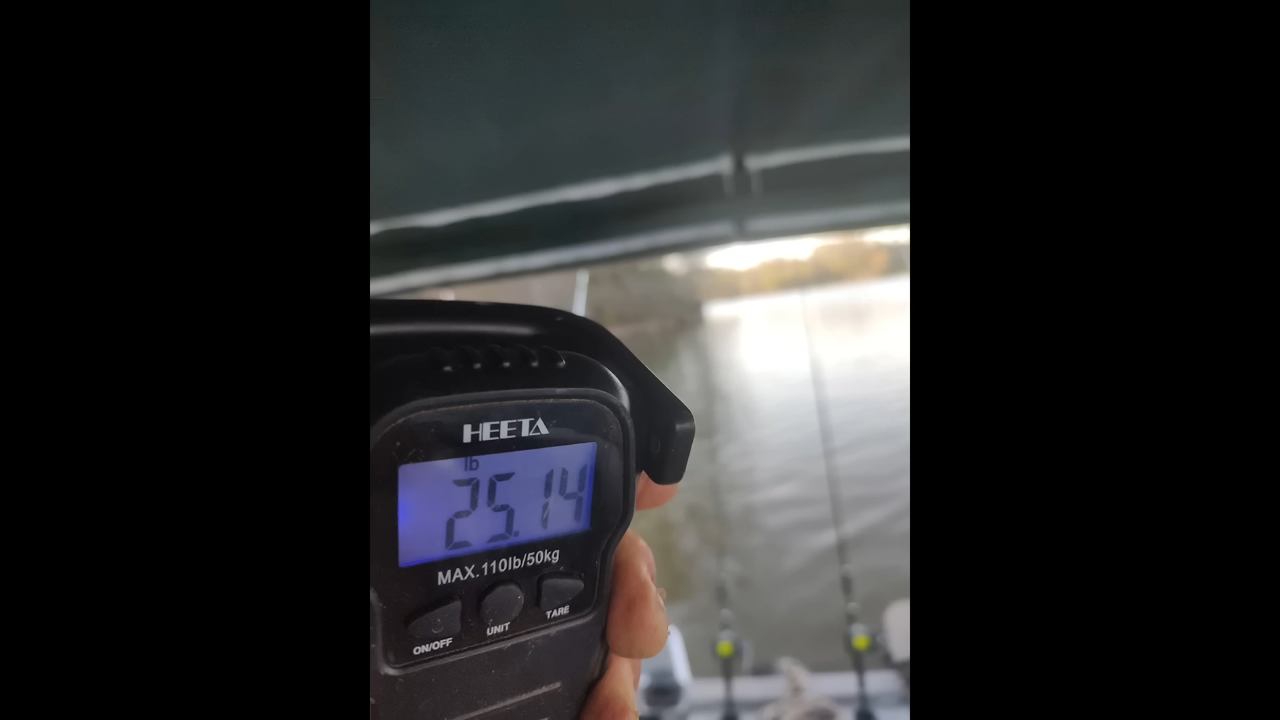 HEETA
lb
25.14
MAX.110lb/50kg
ON/OFF UNIT TARE